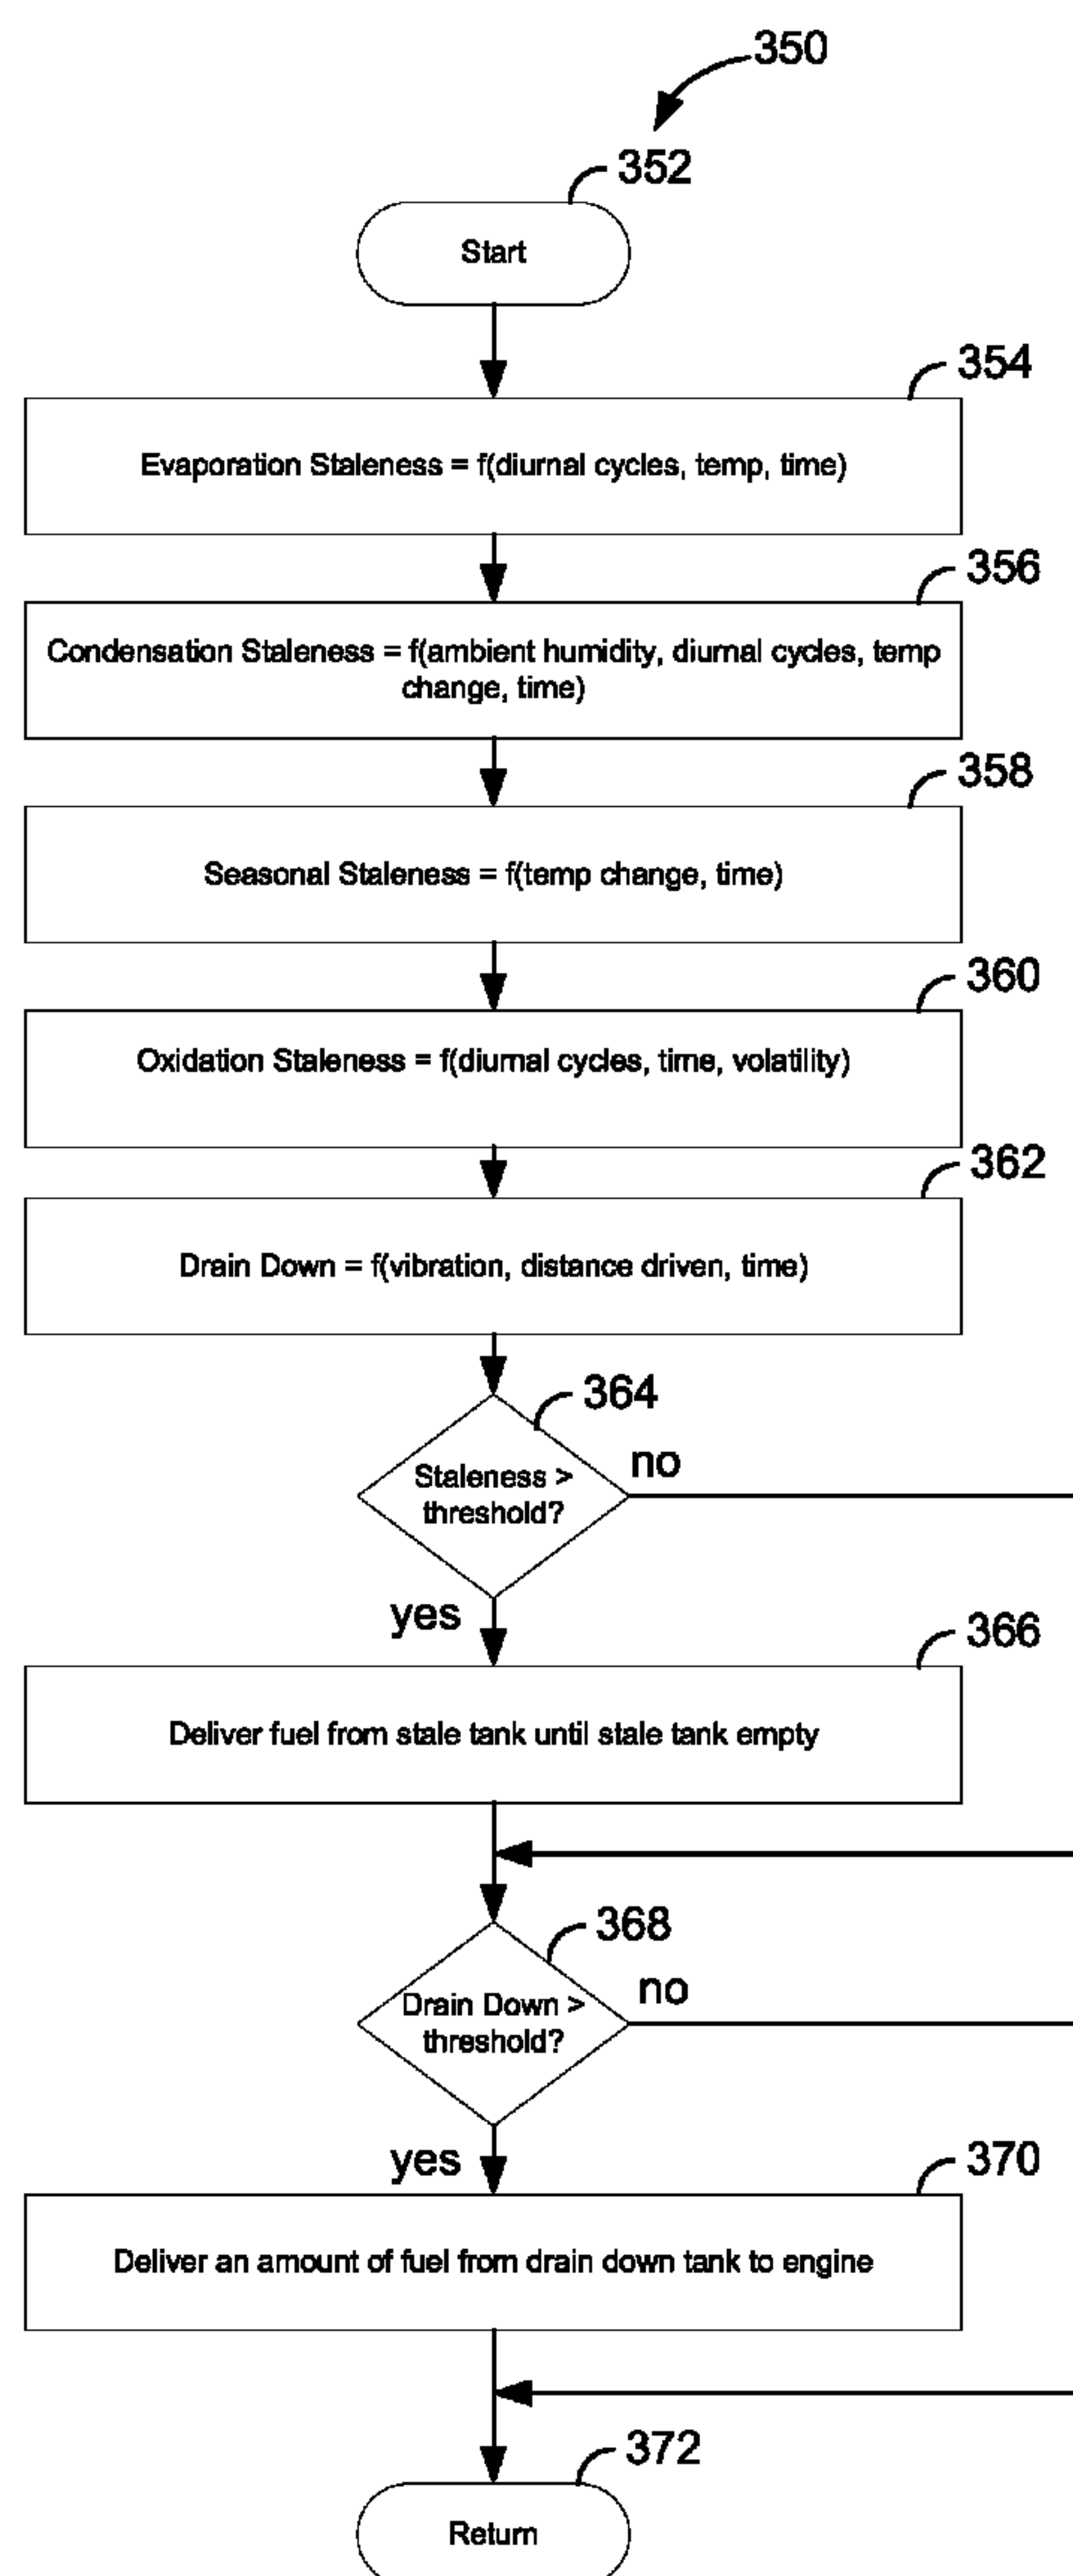 350
352
Start
354
Evaporation Staleness = f(diurnal cycles, temp, time)
356
Condensation Staleness = f(ambient humidity, diurnal cycles, temp
change, time)
358
Seasonal Staleness = f(temp change, time)
360
Oxidation Staleness = f(diurnal cycles, time, volatility)
362
Drain Down = f(vibration, distance driven, time)
364
Staleness >
threshold?
no
yes
366
Deliver fuel from stale tank until stale tank empty
368
Drain Down >
threshold?
no
yes
370
Deliver an amount of fuel from drain down tank to engine
372
Return